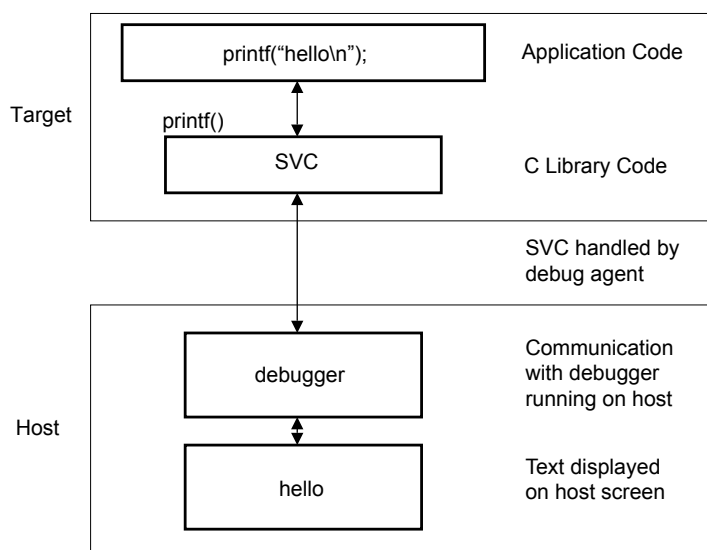 printf(“hello\n”);
Application Code
Target
printf()
SVC
C Library Code
SVC handled by
debug agent
debugger
Communication
with debugger
running on host
Host
hello
Text displayed
on host screen